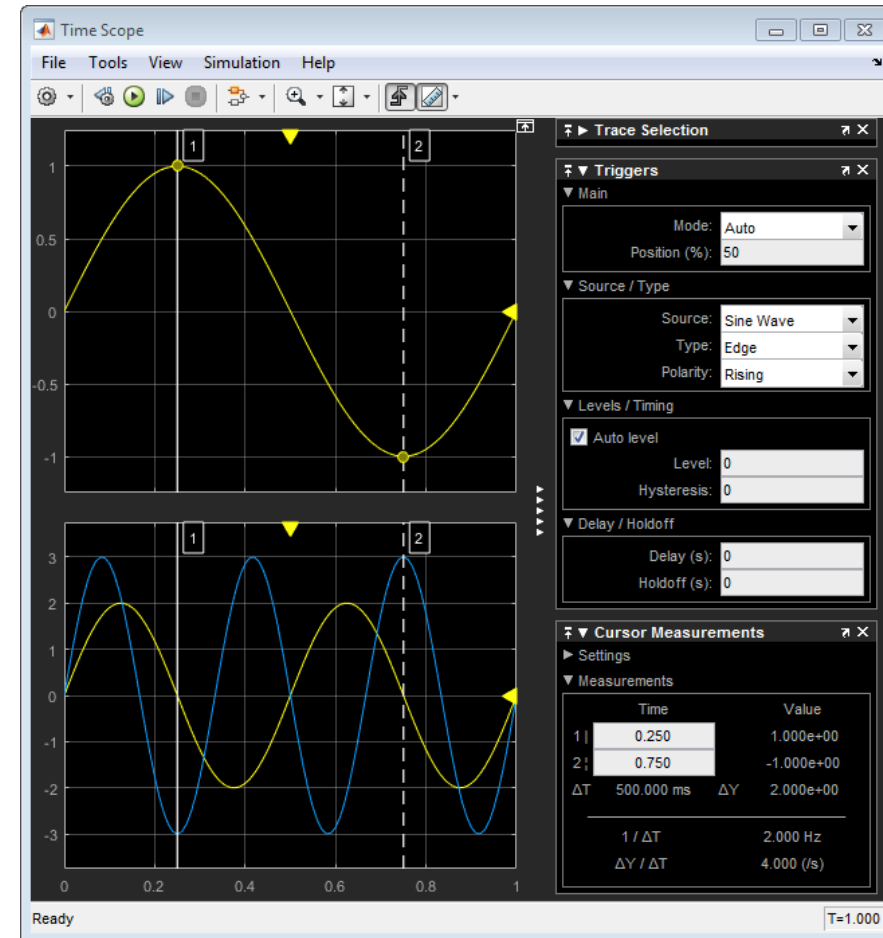 Time Scope
File Tools View Simulation Help
1 2
1
0.5
0
-0.5
-1
1 2
3
2
1
0
-1
-2
-3
0 0.2 0.4 0.6 0.8 1
Trace Selection
Triggers
Main
Mode: Auto
Position (%): 50
Source / Type
Source: Sine Wave
Type: Edge
Polarity: Rising
Levels / Timing
Auto level
Level: 0
Hysteresis: 0
Delay / Holdoff
Delay (s): 0
Holdoff (s): 0
Cursor Measurements
Settings
Measurements
Time Value
1 | 0.250 1.000e+00
2 ¦ 0.750 -1.000e+00
ΔT 500.000 ms ΔY 2.000e+00
1 / ΔT 2.000 Hz
ΔY / ΔT 4.000 (/s)
Ready T=1.000